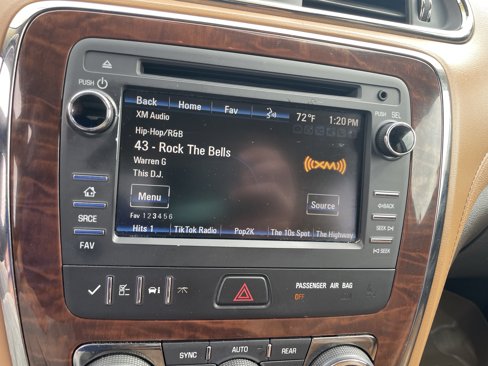 PUSH
PUSH SEL
Back Home Fav 72°F 1:20 PM
XM Audio
Hip-Hop/R&B
43 - Rock The Bells
Warren G
This D.J.
((XM))
Menu
Source
Fav 1 2 3 4 5 6
Hits 1 TikTok Radio Pop2K The 10s Spot The Highway
SRCE
FAV
BACK
SEEK
SEEK
PASSENGER AIR BAG
OFF
SYNC AUTO REAR